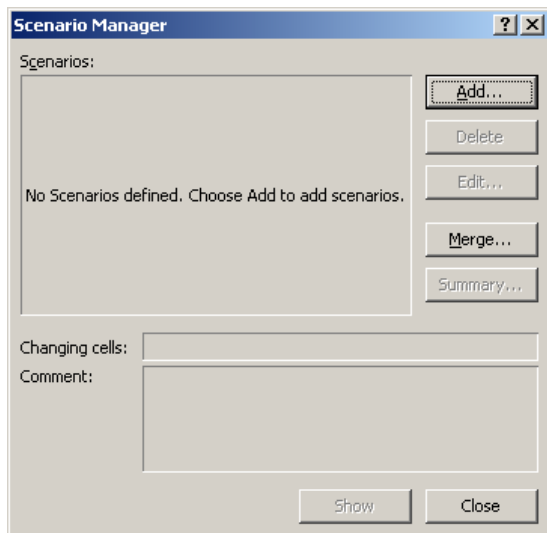 Scenario Manager
Scenarios:
No Scenarios defined. Choose Add to add scenarios.
Add...
Delete
Edit...
Merge...
Summary...
Changing cells:
Comment:
Show
Close